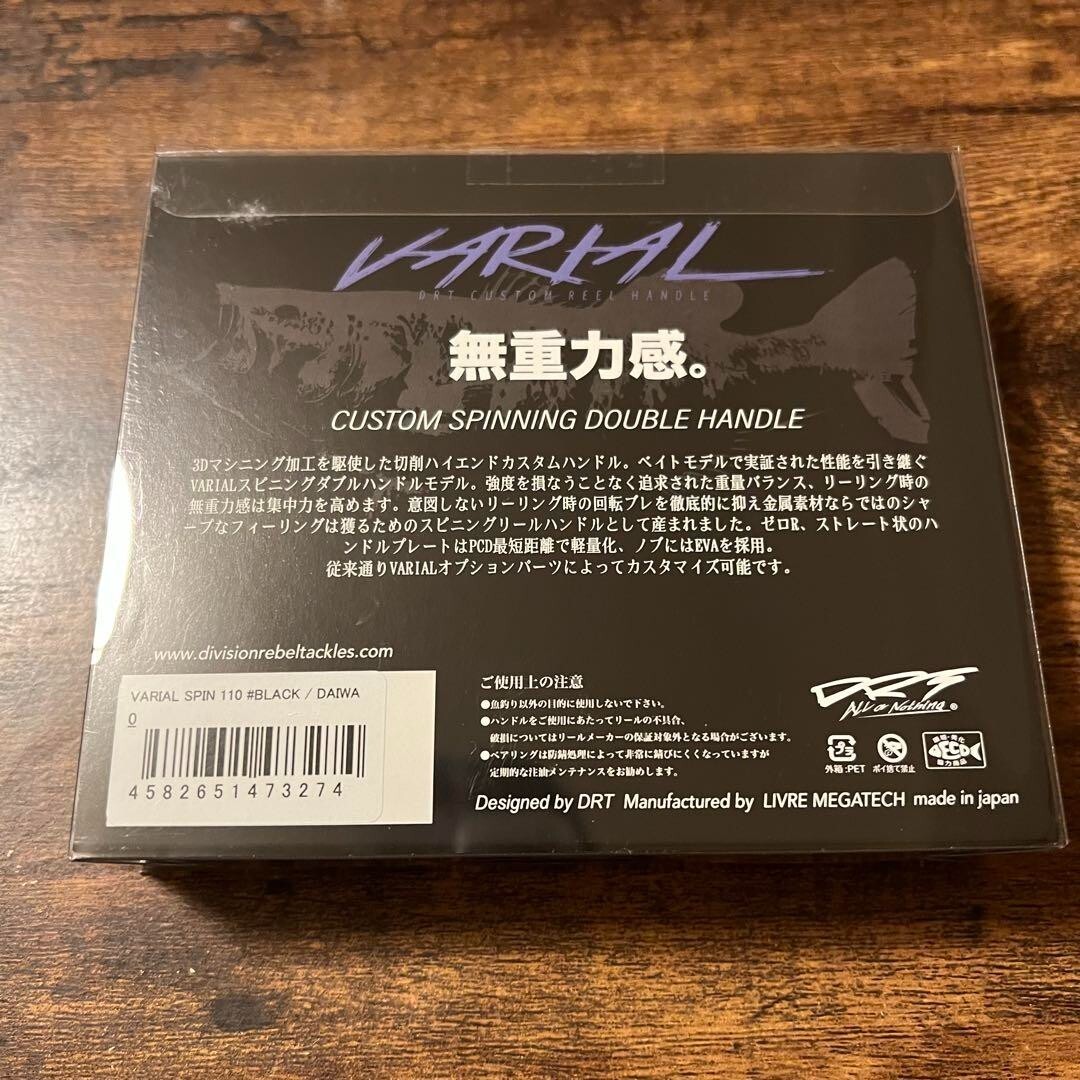 VARIAL
DRT CUSTOM REEL HANDLE
無重力感。
CUSTOM SPINNING DOUBLE HANDLE
3Dマシニング加工を駆使した切削ハイエンドカスタムハンドル。ベイトモデルで実証された性能を引き継ぐ
VARIALスピニングダブルハンドルモデル。強度を損なうことなく追求された重量バランス、リーリング時の
無重力感は集中力を高めます。意図しないリーリング時の回転ブレを徹底的に抑え金属素材ならではのシャ
ープなフィーリングは獲るためのスピニングリールハンドルとして産まれました。ゼロR、ストレート状のハ
ンドルプレートはPCD最短距離で軽量化、ノブにはEVAを採用。
従来通りVARIALオプションパーツによってカスタマイズ可能です。
www.divisionrebeltackles.com
VARIAL SPIN 110 #BLACK / DAIWA
0
4582651473274
ご使用上の注意
●魚釣り以外の目的に使用しないで下さい。
●ハンドルをご使用にあたってリールの不具合、
破損についてはリールメーカーの保証対象外となる場合がございます。
●ベアリングは防錆処理によって非常に錆びにくくなっていますが
定期的な注油メンテナンスをお勧めします。
DRT
All or Nothing ®
プラ
外箱:PET
ポイ捨て禁止
FECO
協力商品
Designed by DRT Manufactured by LIVRE MEGATECH made in japan